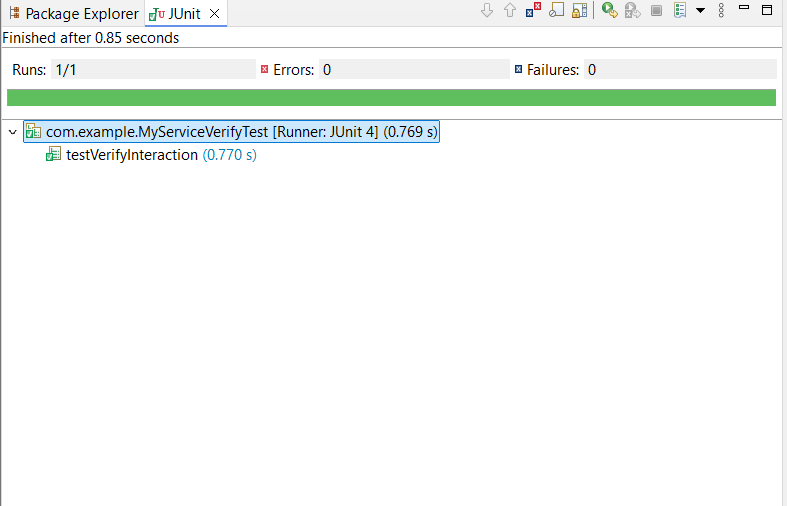 Package Explorer JUnit
Finished after 0.85 seconds
Runs: 1/1 Errors: 0 Failures: 0
com.example.MyServiceVerifyTest [Runner: JUnit 4] (0.769 s)
testVerifyInteraction (0.770 s)